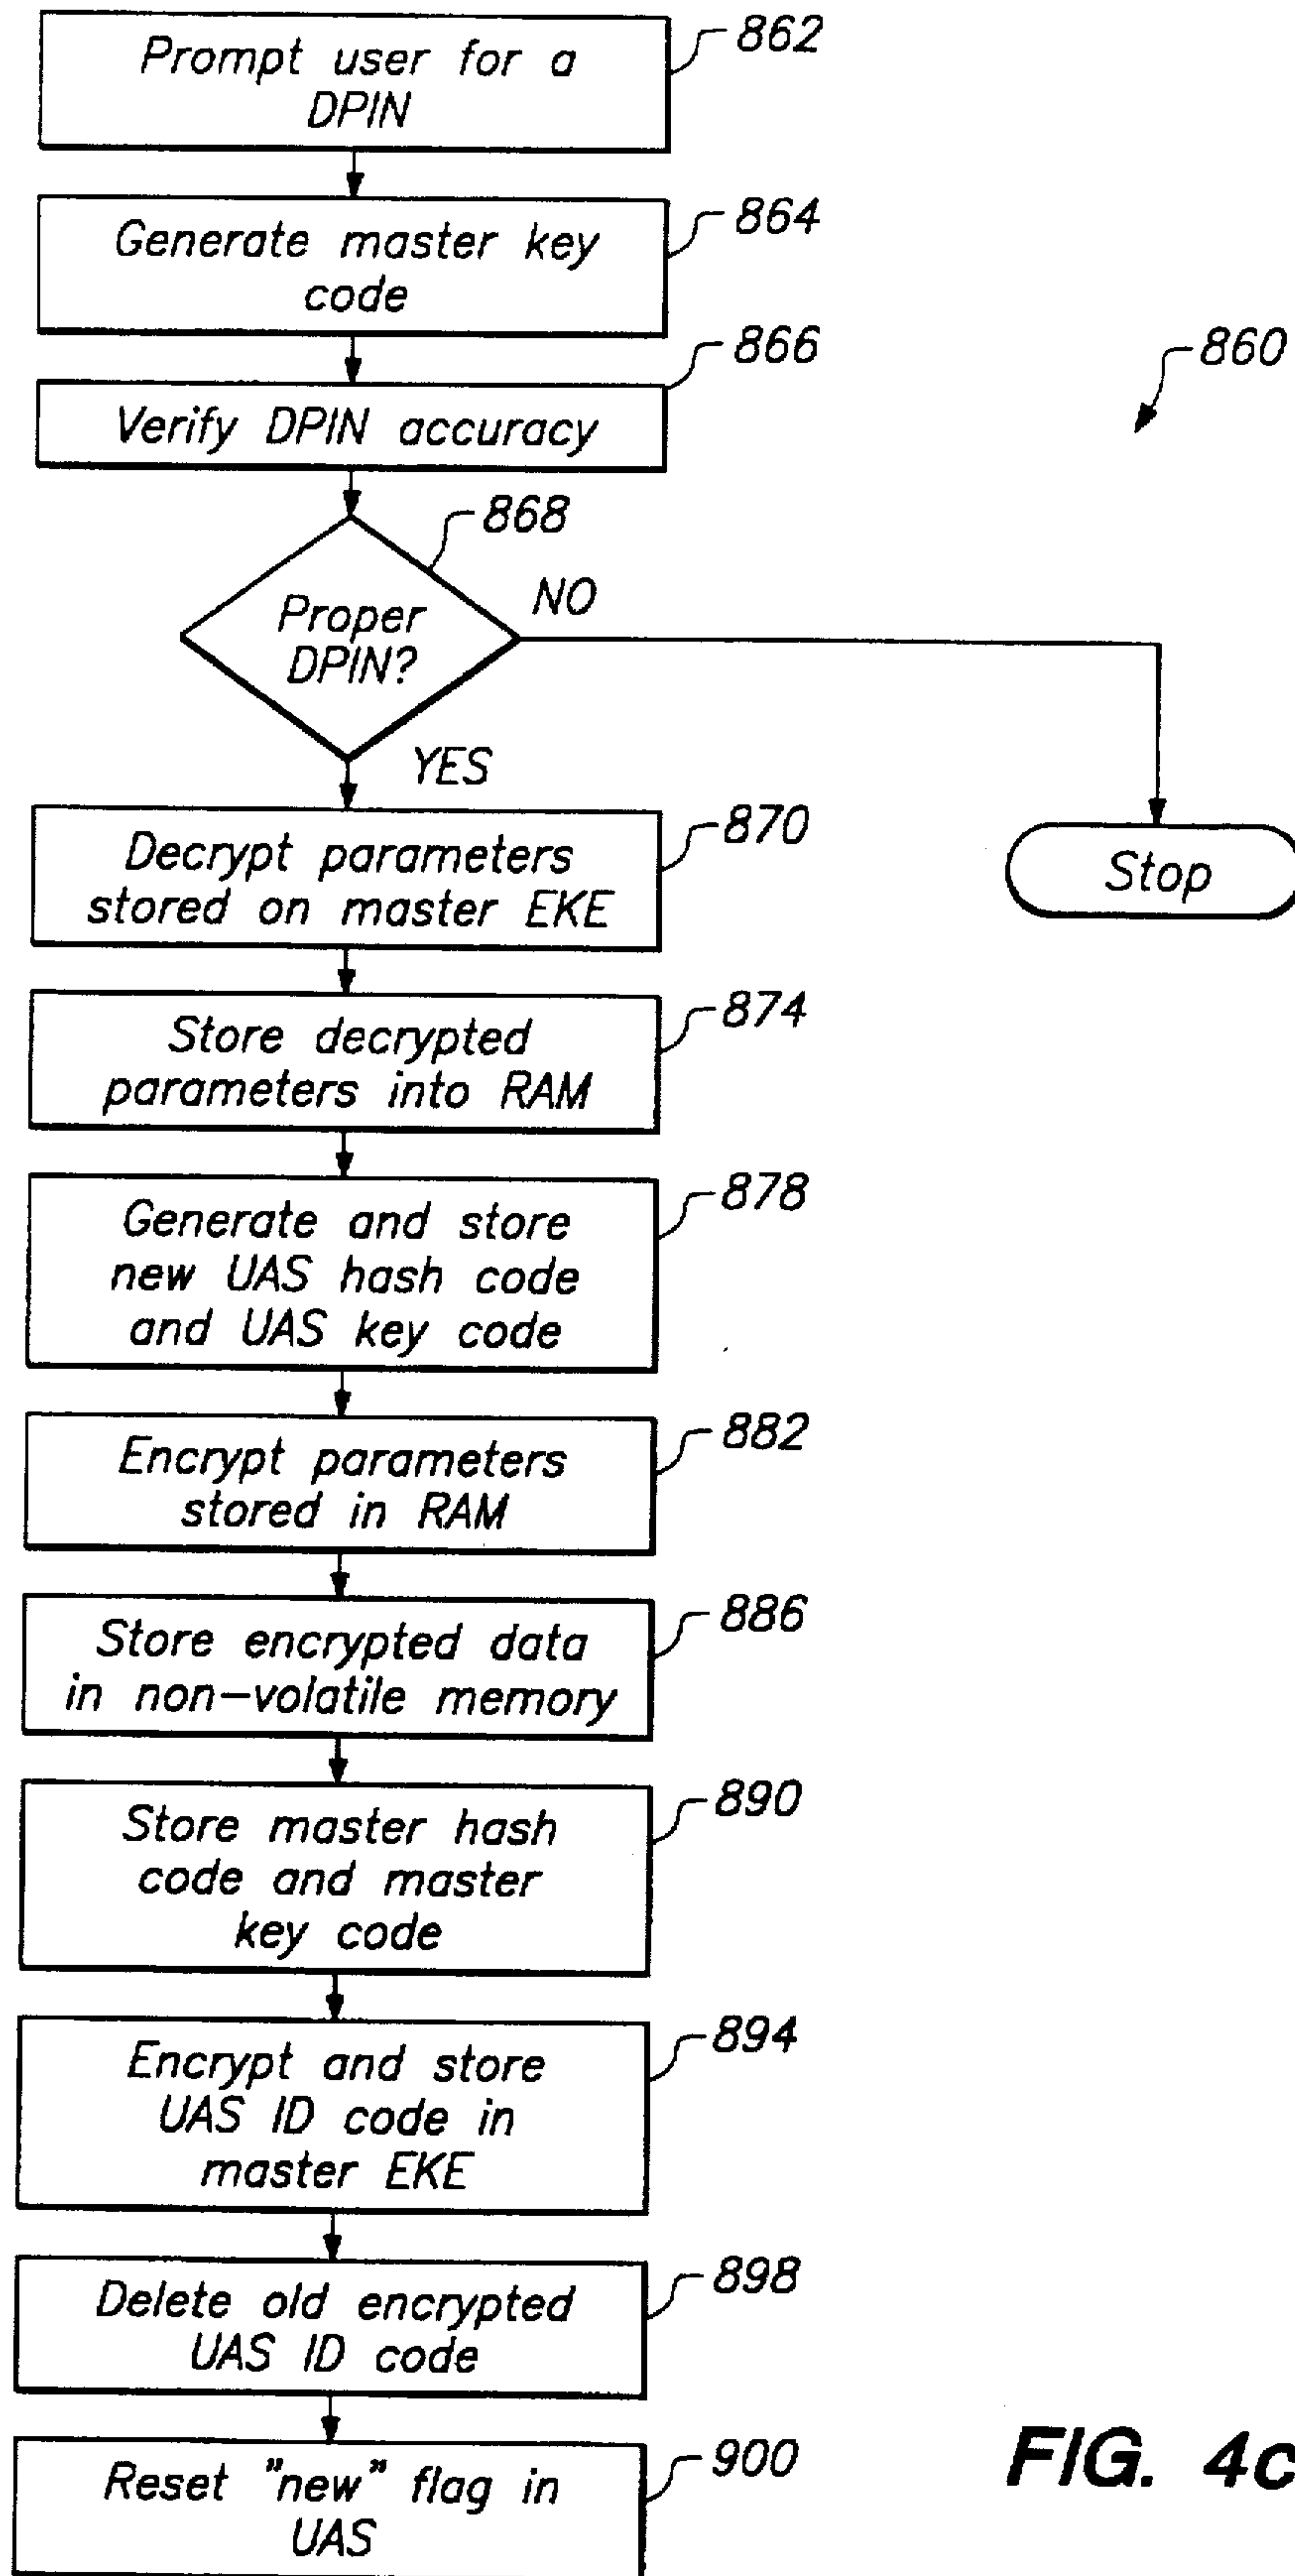 Prompt user for a
DPIN
862
Generate master key
code
864
Verify DPIN accuracy
866
860
Proper
DPIN?
868
NO
YES
Stop
Decrypt parameters
stored on master EKE
870
Store decrypted
parameters into RAM
874
Generate and store
new UAS hash code
and UAS key code
878
Encrypt parameters
stored in RAM
882
Store encrypted data
in non-volatile memory
886
Store master hash
code and master
key code
890
Encrypt and store
UAS ID code in
master EKE
894
Delete old encrypted
UAS ID code
898
Reset "new" flag in
UAS
900
FIG. 4c